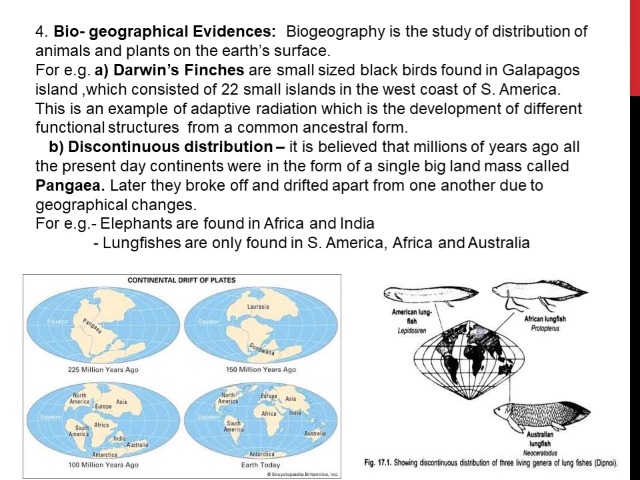 4. Bio- geographical Evidences:  Biogeography is the study of distribution of
animals and plants on the earth's surface.
For e.g. a) Darwin's Finches are small sized black birds found in Galapagos
island ,which consisted of 22 small islands in the west coast of S. America.
This is an example of adaptive radiation which is the development of different
functional structures  from a common ancestral form.
b) Discontinuous distribution – it is believed that millions of years ago all
the present day continents were in the form of a single big land mass called
Pangaea. Later they broke off and drifted apart from one another due to
geographical changes.
For e.g.- Elephants are found in Africa and India
- Lungfishes are only found in S. America, Africa and Australia
CONTINENTAL DRIFT OF PLATES
Equator
Pangaea
225 Million Years Ago
Laurasia
Equator
Gondwana
150 Million Years Ago
North
America
Europe
Asia
Equator
South
America
Africa
India
Australia
Antarctica
100 Million Years Ago
North
America
Europe
Asia
Equator
Africa
India
South
America
Australia
Antarctica
Earth Today
© Encyclopædia Britannica, Inc.
American lung-
fish
Lepidosiren
African lungfish
Protopterus
Australian
lungfish
Neoceratodus
Fig. 17.1. Showing discontinuous distribution of three living genera of lung fishes (Dipnoi).